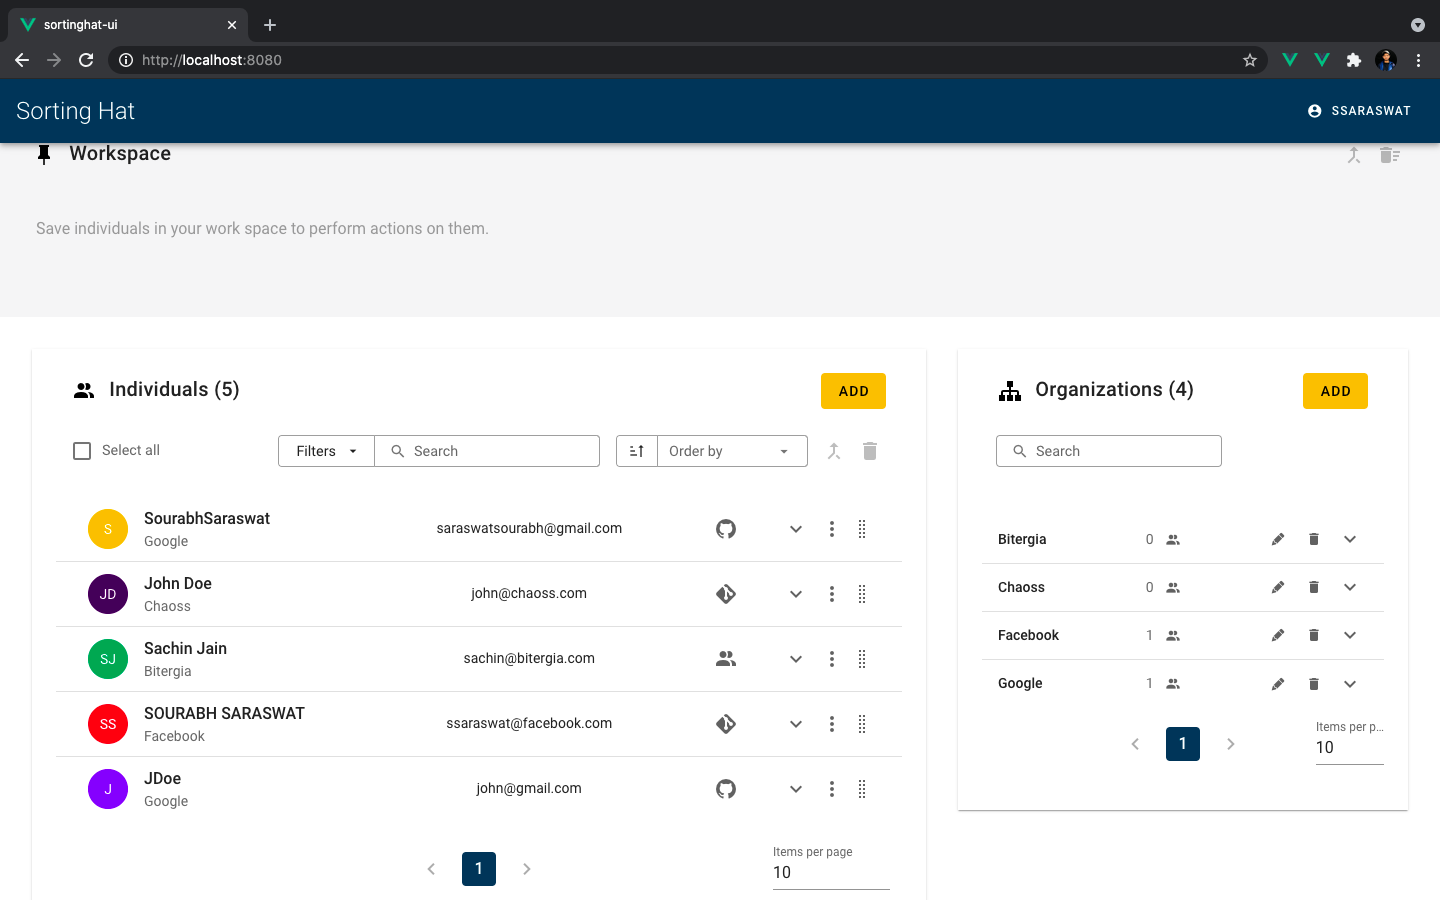 sortinghat-ui
http://localhost:8080
Sorting Hat
SSARASWAT
Workspace
Save individuals in your work space to perform actions on them.
Individuals (5)
ADD
Select all
Filters
Search
Order by
S
SourabhSaraswat
Google
saraswatsourabh@gmail.com
JD
John Doe
Chaoss
john@chaoss.com
SJ
Sachin Jain
Bitergia
sachin@bitergia.com
SS
SOURABH SARASWAT
Facebook
ssaraswat@facebook.com
J
JDoe
Google
john@gmail.com
1
Items per page
10
Organizations (4)
ADD
Search
Bitergia 0
Chaoss 0
Facebook 1
Google 1
1
Items per p...
10